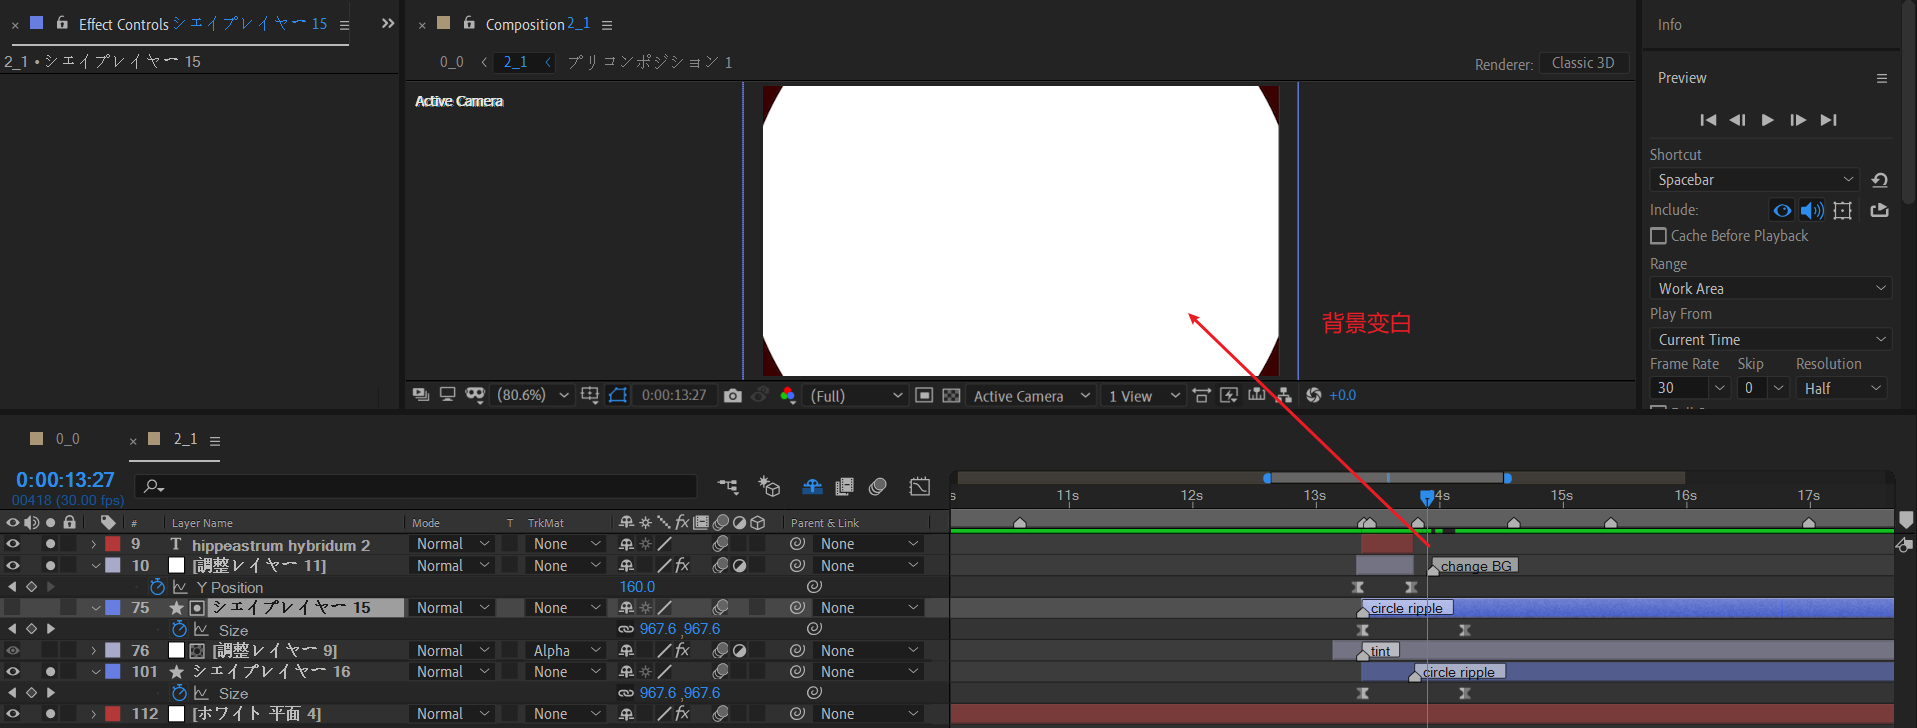 Effect Controls シェイプレイヤー 15
2_1 • シェイプレイヤー 15
Composition 2_1
0_0
2_1
プリコンポジション 1
Renderer:
Classic 3D
Active Camera
背景变白
(80.6%)
0:00:13:27
(Full)
Active Camera
1 View
+0.0
Info
Preview
Shortcut
Spacebar
Include:
Cache Before Playback
Range
Work Area
Play From
Current Time
Frame Rate
Skip
Resolution
30
0
Half
0_0
2_1
0:00:13:27
00418 (30.00 fps)
s
11s
12s
13s
4s
15s
16s
17s
#
Layer Name
Mode
T
TrkMat
Parent & Link
9 T hippeastrum hybridum 2 Normal None None
10 [調整レイヤー 11] Normal None None
change BG
Y Position 160.0
75 シェイプレイヤー 15 Normal None None
circle ripple
Size 967.6 ,967.6
76 [調整レイヤー 9] Normal Alpha None
tint
101 シェイプレイヤー 16 Normal None None
circle ripple
Size 967.6 ,967.6
112 [ホワイト 平面 4] Normal None None